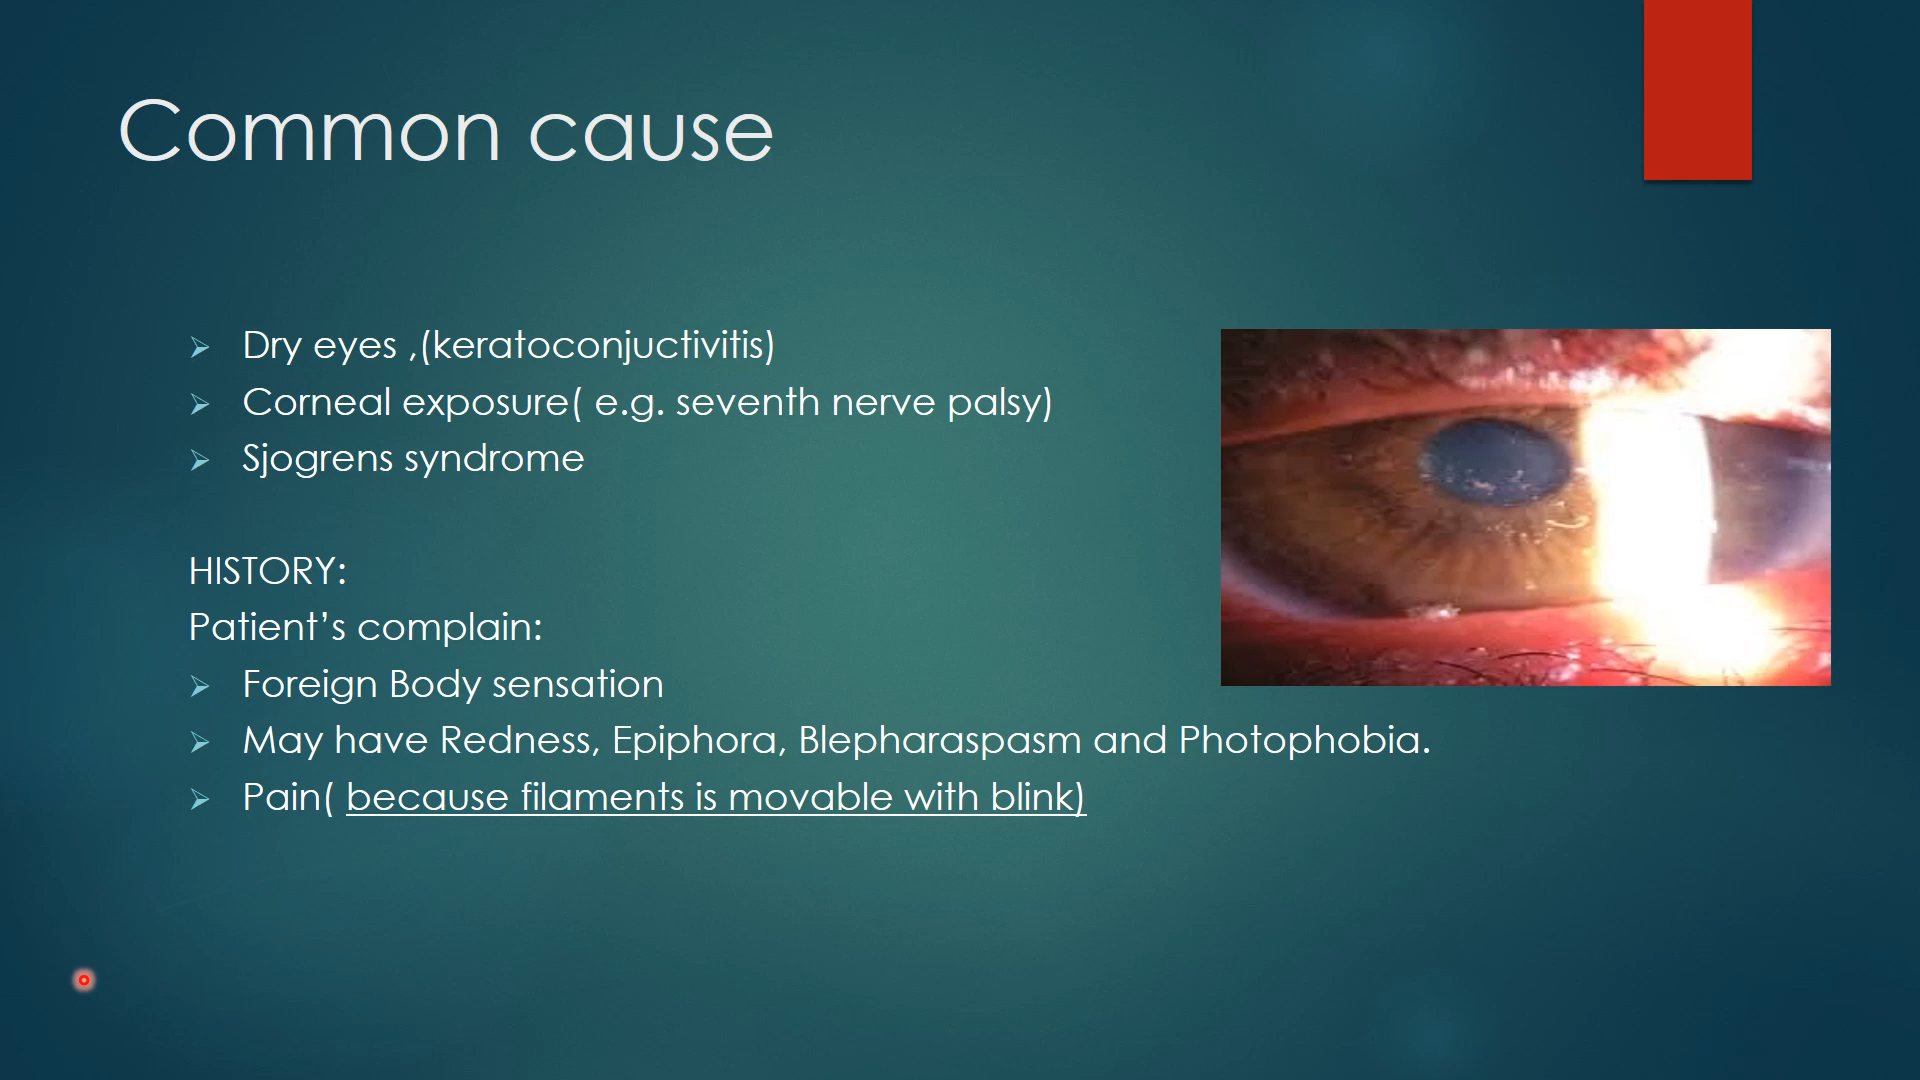 Common cause
Dry eyes ,(keratoconjuctivitis)
Corneal exposure( e.g. seventh nerve palsy)
Sjogrens syndrome
HISTORY:
Patient’s complain:
Foreign Body sensation
May have Redness, Epiphora, Blepharaspasm and Photophobia.
Pain( because filaments is movable with blink)